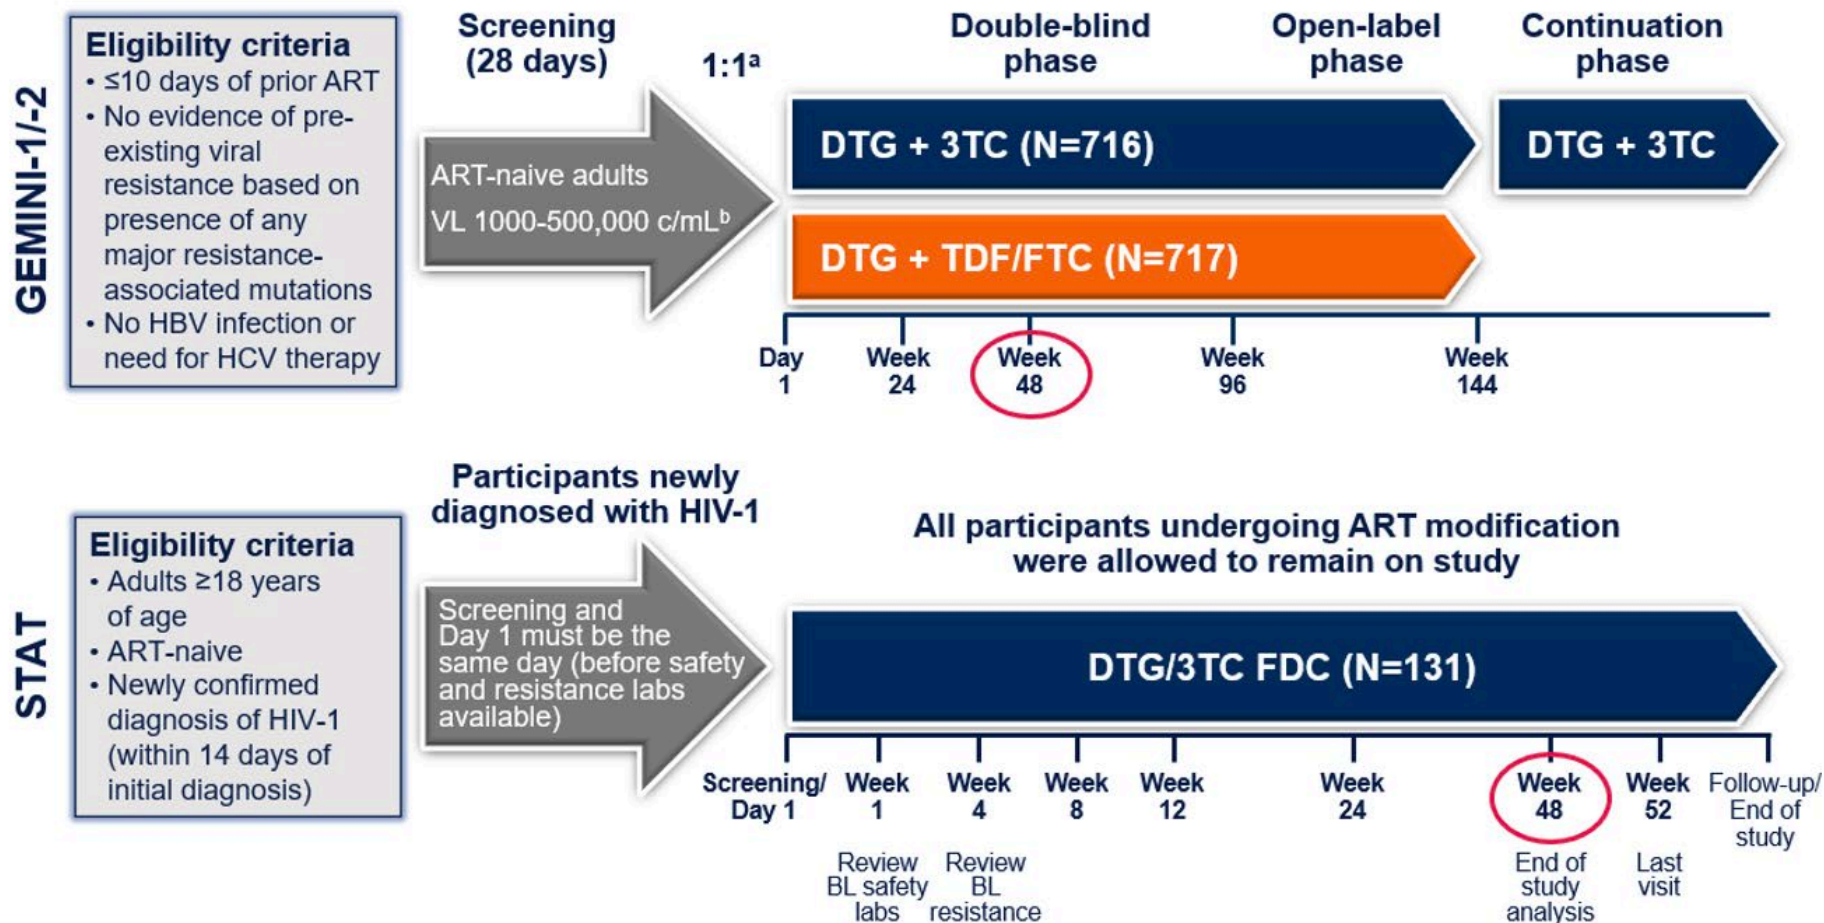 GEMINI-1/-2
Eligibility criteria
• ≤10 days of prior ART
• No evidence of pre-
existing viral
resistance based on
presence of any
major resistance-
associated mutations
• No HBV infection or
need for HCV therapy
Screening
(28 days)
1:1ᵃ
Double-blind
phase
Open-label
phase
Continuation
phase
ART-naive adults
VL 1000-500,000 c/mLᵇ
DTG + 3TC (N=716)
DTG + 3TC
DTG + TDF/FTC (N=717)
Day
1
Week
24
Week
48
Week
96
Week
144
STAT
Eligibility criteria
• Adults ≥18 years
of age
• ART-naive
• Newly confirmed
diagnosis of HIV-1
(within 14 days of
initial diagnosis)
Participants newly
diagnosed with HIV-1
Screening and
Day 1 must be the
same day (before safety
and resistance labs
available)
All participants undergoing ART modification
were allowed to remain on study
DTG/3TC FDC (N=131)
Screening/
Day 1
Week
1
Review
BL safety
labs
Week
4
Review
BL
resistance
Week
8
Week
12
Week
24
Week
48
End of
study
analysis
Week
52
Last
visit
Follow-up/
End of
study